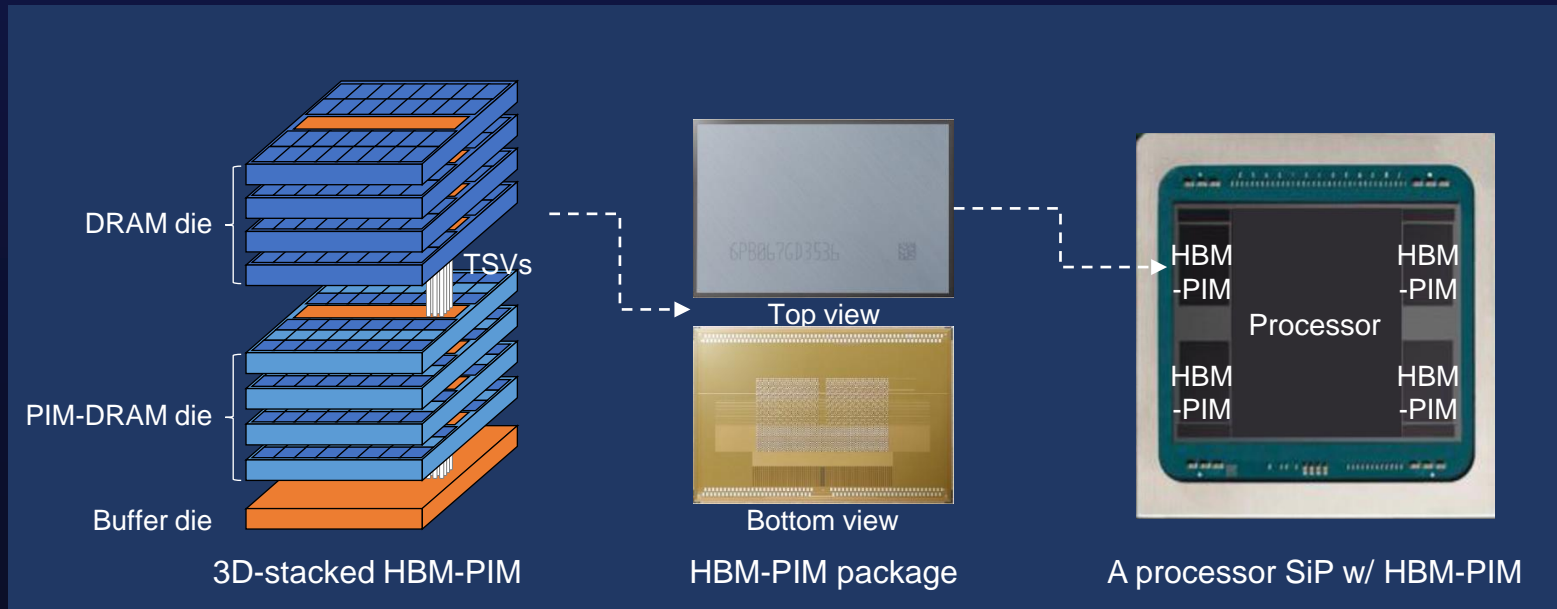 DRAM die
TSVs
PIM-DRAM die
Buffer die
3D-stacked HBM-PIM
6PB067GD3536
Top view
Bottom view
HBM-PIM package
HBM
-PIM
HBM
-PIM
Processor
HBM
-PIM
HBM
-PIM
A processor SiP w/ HBM-PIM